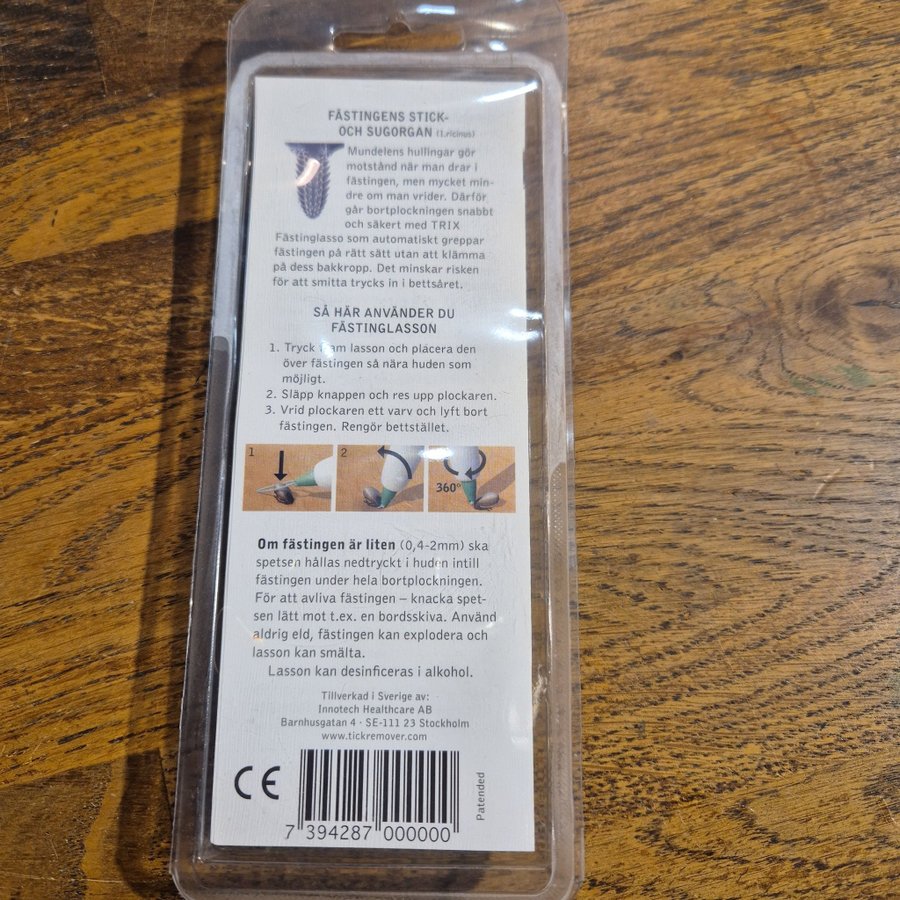 FÄSTINGENS STICK-
OCH SUGORGAN (I.ricinus)
Mundelens hullingar gör
motstånd när man drar i
fästingen, men mycket min-
dre om man vrider. Därför
går bortplockningen snabbt
och säkert med TRIX
Fästinglasso som automatiskt greppar
fästingen på rätt sätt utan att klämma
på dess bakkropp. Det minskar risken
för att smitta trycks in i bettsåret.
SÅ HÄR ANVÄNDER DU
FÄSTINGLASSON
1. Tryck fram lasson och placera den
över fästingen så nära huden som
möjligt.
2. Släpp knappen och res upp plockaren.
3. Vrid plockaren ett varv och lyft bort
fästingen. Rengör bettstället.
1 2 3
360°
Om fästingen är liten (0,4-2mm) ska
spetsen hållas nedtryckt i huden intill
fästingen under hela bortplockningen.
För att avliva fästingen – knacka spet-
sen lätt mot t.ex. en bordsskiva. Använd
aldrig eld, fästingen kan explodera och
lasson kan smälta.
Lasson kan desinficeras i alkohol.
Tillverkad i Sverige av:
Innotech Healthcare AB
Barnhusgatan 4 · SE-111 23 Stockholm
www.tickremover.com
CE
Patented
7 394287 000000